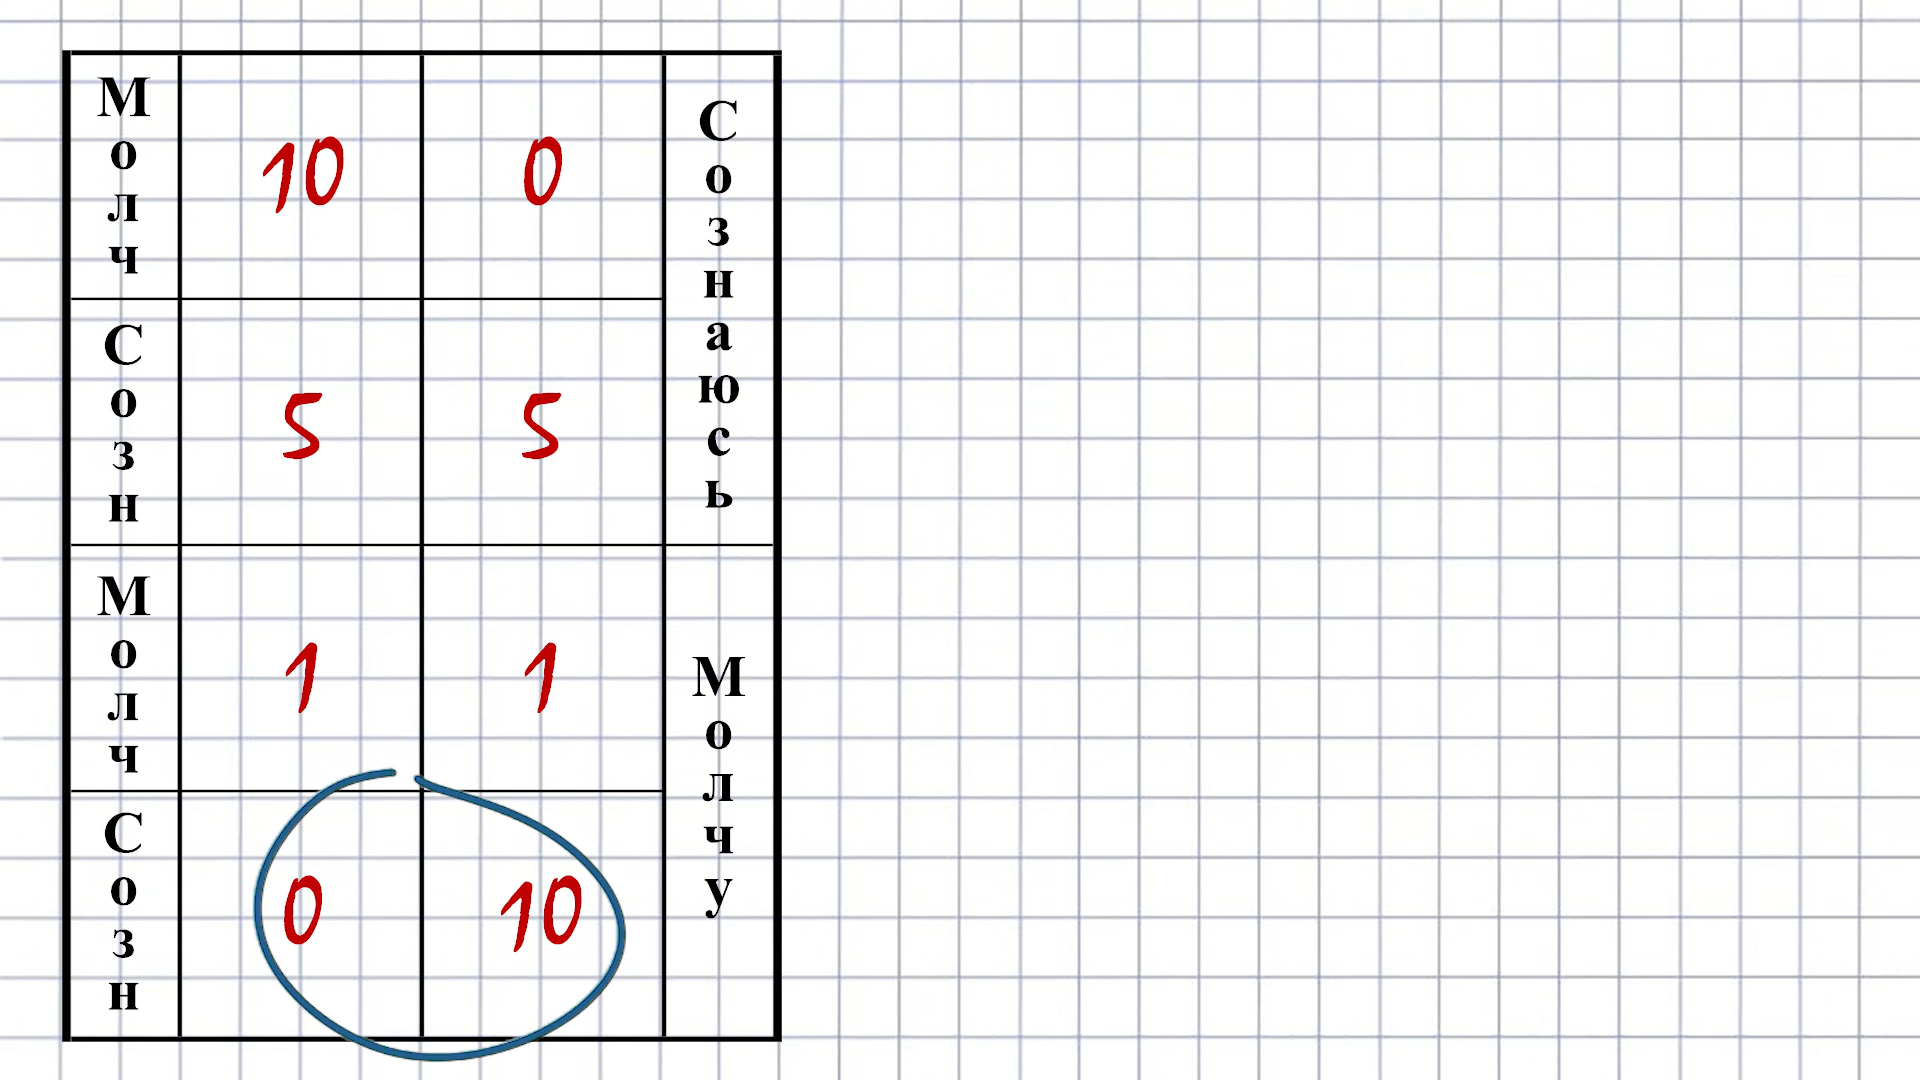 Молч 10 0 Сознаюсь
Созн 5 5
Молч 1 1 Молчу
Созн 0 10